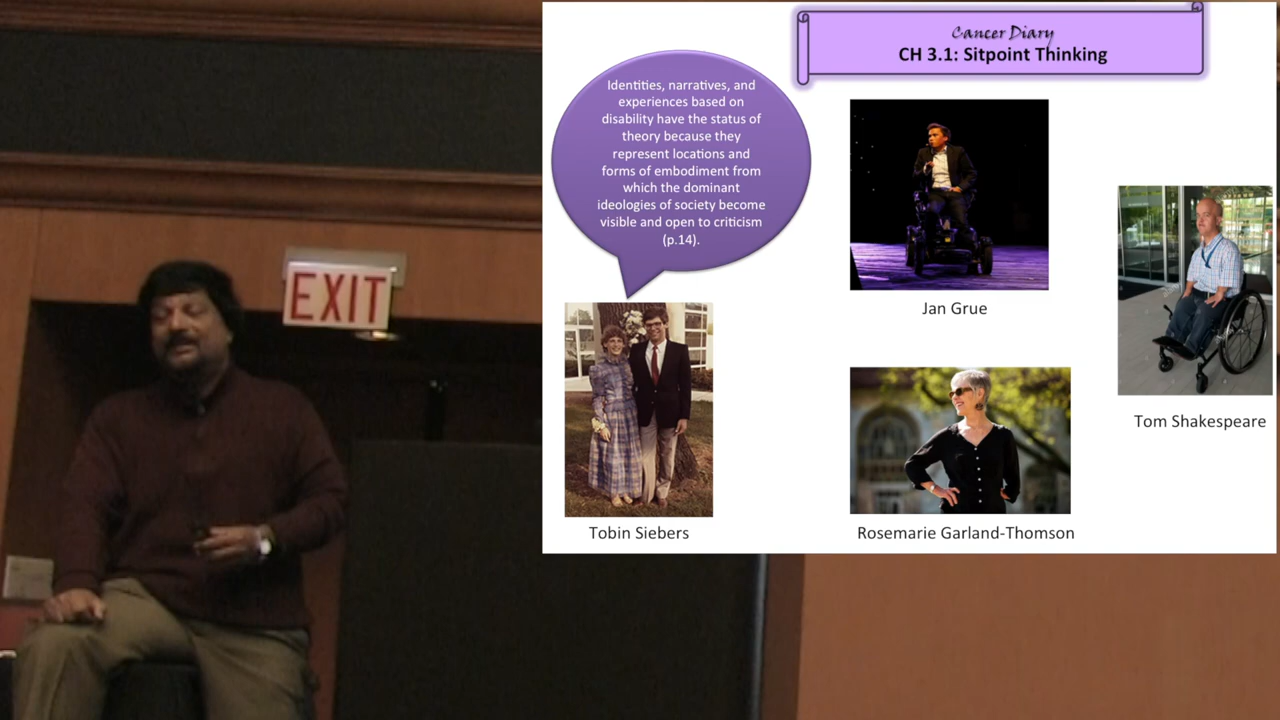 Cancer Diary
CH 3.1: Sitpoint Thinking
Identities, narratives, and
experiences based on
disability have the status of
theory because they
represent locations and
forms of embodiment from
which the dominant
ideologies of society become
visible and open to criticism
(p.14).
EXIT
Jan Grue
Tom Shakespeare
Tobin Siebers
Rosemarie Garland-Thomson